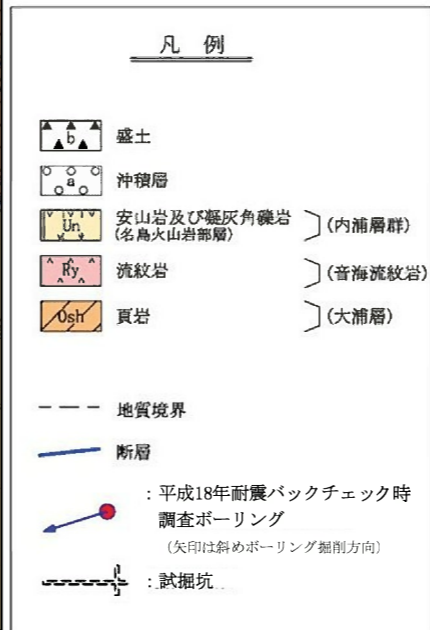 凡 例
b 盛土
a 沖積層
Un 安山岩及び凝灰角礫岩 (内浦層群)
(名島火山岩部層)
Ry 流紋岩 (音海流紋岩)
Osh 頁岩 (大浦層)
地質境界
断層
：平成18年耐震バックチェック時
調査ボーリング
(矢印は斜めボーリング掘削方向)
：試掘坑